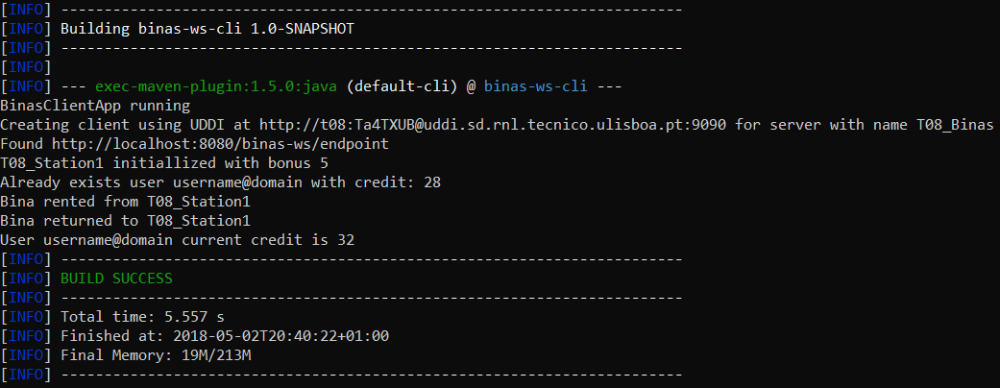 [INFO] ------------------------------------------------------------------------
[INFO] Building binas-ws-cli 1.0-SNAPSHOT
[INFO] ------------------------------------------------------------------------
[INFO]
[INFO] --- exec-maven-plugin:1.5.0:java (default-cli) @ binas-ws-cli ---
BinasClientApp running
Creating client using UDDI at http://t08:Ta4TXUB@uddi.sd.rnl.tecnico.ulisboa.pt:9090 for server with name T08_Binas
Found http://localhost:8080/binas-ws/endpoint
T08_Station1 initiallized with bonus 5
Already exists user username@domain with credit: 28
Bina rented from T08_Station1
Bina returned to T08_Station1
User username@domain current credit is 32
[INFO] ------------------------------------------------------------------------
[INFO] BUILD SUCCESS
[INFO] ------------------------------------------------------------------------
[INFO] Total time: 5.557 s
[INFO] Finished at: 2018-05-02T20:40:22+01:00
[INFO] Final Memory: 19M/213M
[INFO] ------------------------------------------------------------------------